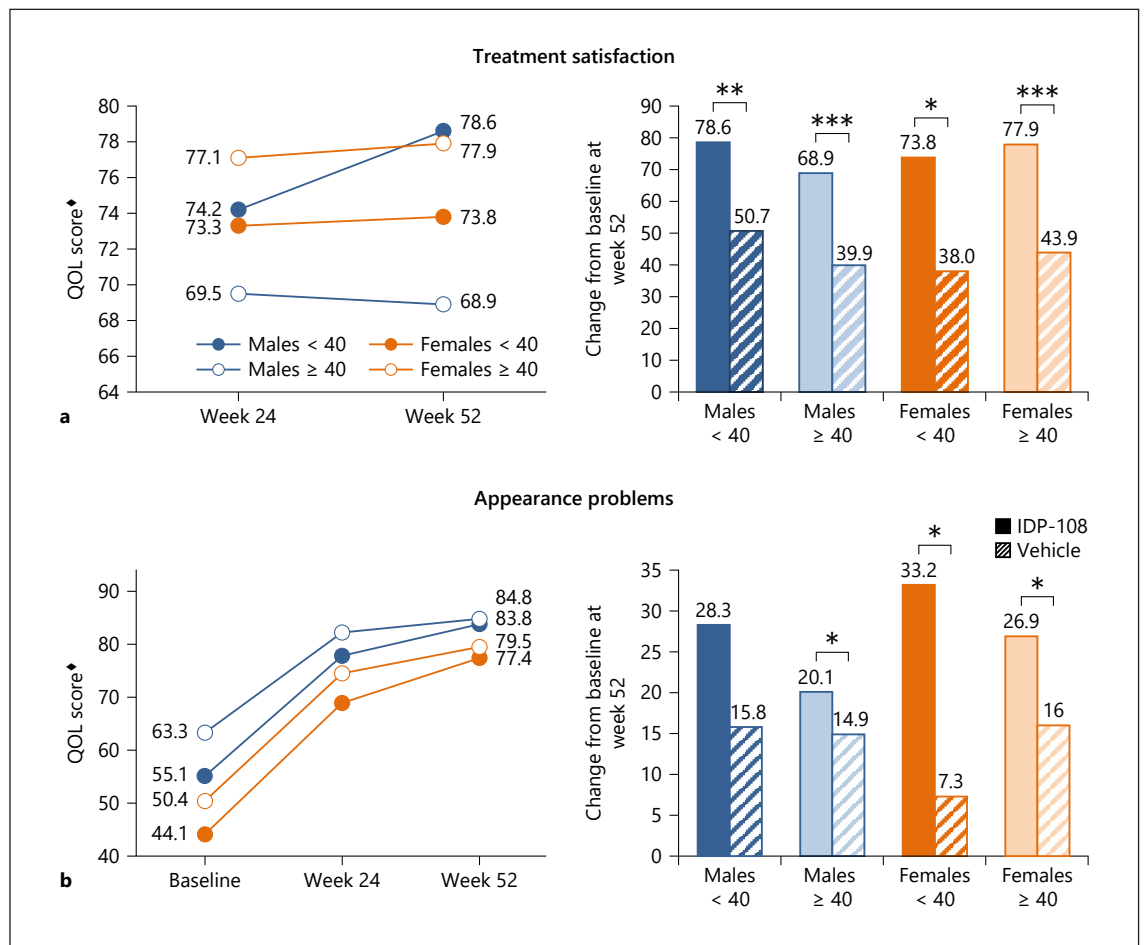 Treatment satisfaction
QOL score♦
80
78
76
74
72
70
68
66
64
77.1
74.2
73.3
69.5
78.6
77.9
73.8
68.9
Males < 40
Females < 40
Males ≥ 40
Females ≥ 40
Week 24
Week 52
a
Change from baseline at
week 52
90
80
70
60
50
40
30
20
10
0
**
***
*
***
78.6
50.7
68.9
39.9
73.8
38.0
77.9
43.9
Males
< 40
Males
≥ 40
Females
< 40
Females
≥ 40
Appearance problems
QOL score♦
90
80
70
60
50
40
63.3
55.1
50.4
44.1
84.8
83.8
79.5
77.4
Baseline
Week 24
Week 52
b
IDP-108
Vehicle
Change from baseline at
week 52
35
30
25
20
15
10
5
0
*
*
*
28.3
15.8
20.1
14.9
33.2
7.3
26.9
16
Males
< 40
Males
≥ 40
Females
< 40
Females
≥ 40